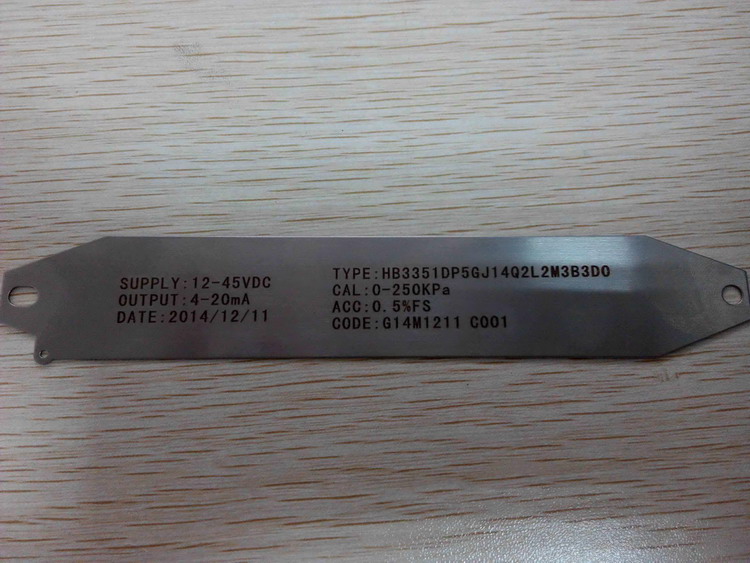 SUPPLY:12-45VDC
OUTPUT:4-20mA
DATE:2014/12/11
TYPE:HB3351DP5GJ14Q2L2M3B3D0
CAL:0-250KPa
ACC:0.5%FS
CODE:G14M1211 C001